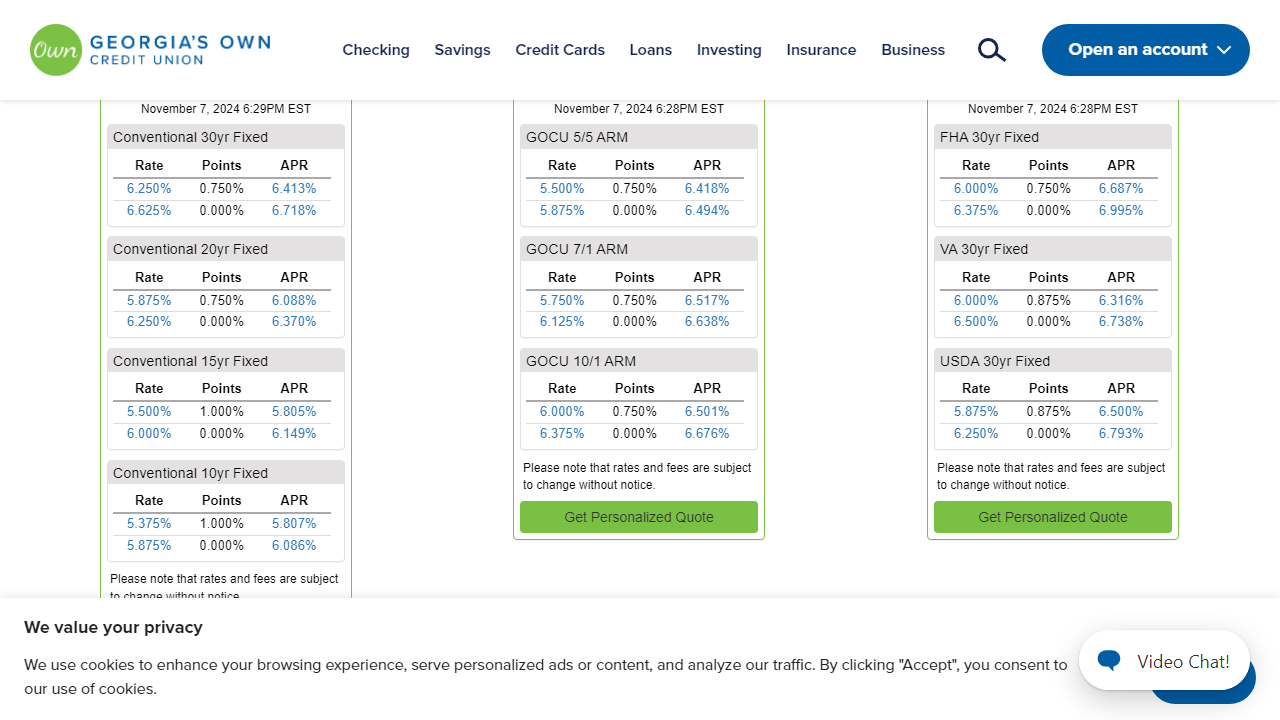 Own
GEORGIA'S OWN
CREDIT UNION
Checking
Savings
Credit Cards
Loans
Investing
Insurance
Business
Open an account
November 7, 2024 6:29PM EST
Conventional 30yr Fixed
Rate Points APR
6.250% 0.750% 6.413%
6.625% 0.000% 6.718%
Conventional 20yr Fixed
Rate Points APR
5.875% 0.750% 6.088%
6.250% 0.000% 6.370%
Conventional 15yr Fixed
Rate Points APR
5.500% 1.000% 5.805%
6.000% 0.000% 6.149%
Conventional 10yr Fixed
Rate Points APR
5.375% 1.000% 5.807%
5.875% 0.000% 6.086%
Please note that rates and fees are subject
to change without notice.
November 7, 2024 6:28PM EST
GOCU 5/5 ARM
Rate Points APR
5.500% 0.750% 6.418%
5.875% 0.000% 6.494%
GOCU 7/1 ARM
Rate Points APR
5.750% 0.750% 6.517%
6.125% 0.000% 6.638%
GOCU 10/1 ARM
Rate Points APR
6.000% 0.750% 6.501%
6.375% 0.000% 6.676%
Please note that rates and fees are subject
to change without notice.
Get Personalized Quote
November 7, 2024 6:28PM EST
FHA 30yr Fixed
Rate Points APR
6.000% 0.750% 6.687%
6.375% 0.000% 6.995%
VA 30yr Fixed
Rate Points APR
6.000% 0.875% 6.316%
6.500% 0.000% 6.738%
USDA 30yr Fixed
Rate Points APR
5.875% 0.875% 6.500%
6.250% 0.000% 6.793%
Please note that rates and fees are subject
to change without notice.
Get Personalized Quote
We value your privacy
We use cookies to enhance your browsing experience, serve personalized ads or content, and analyze our traffic. By clicking "Accept", you consent to
our use of cookies.
Video Chat!